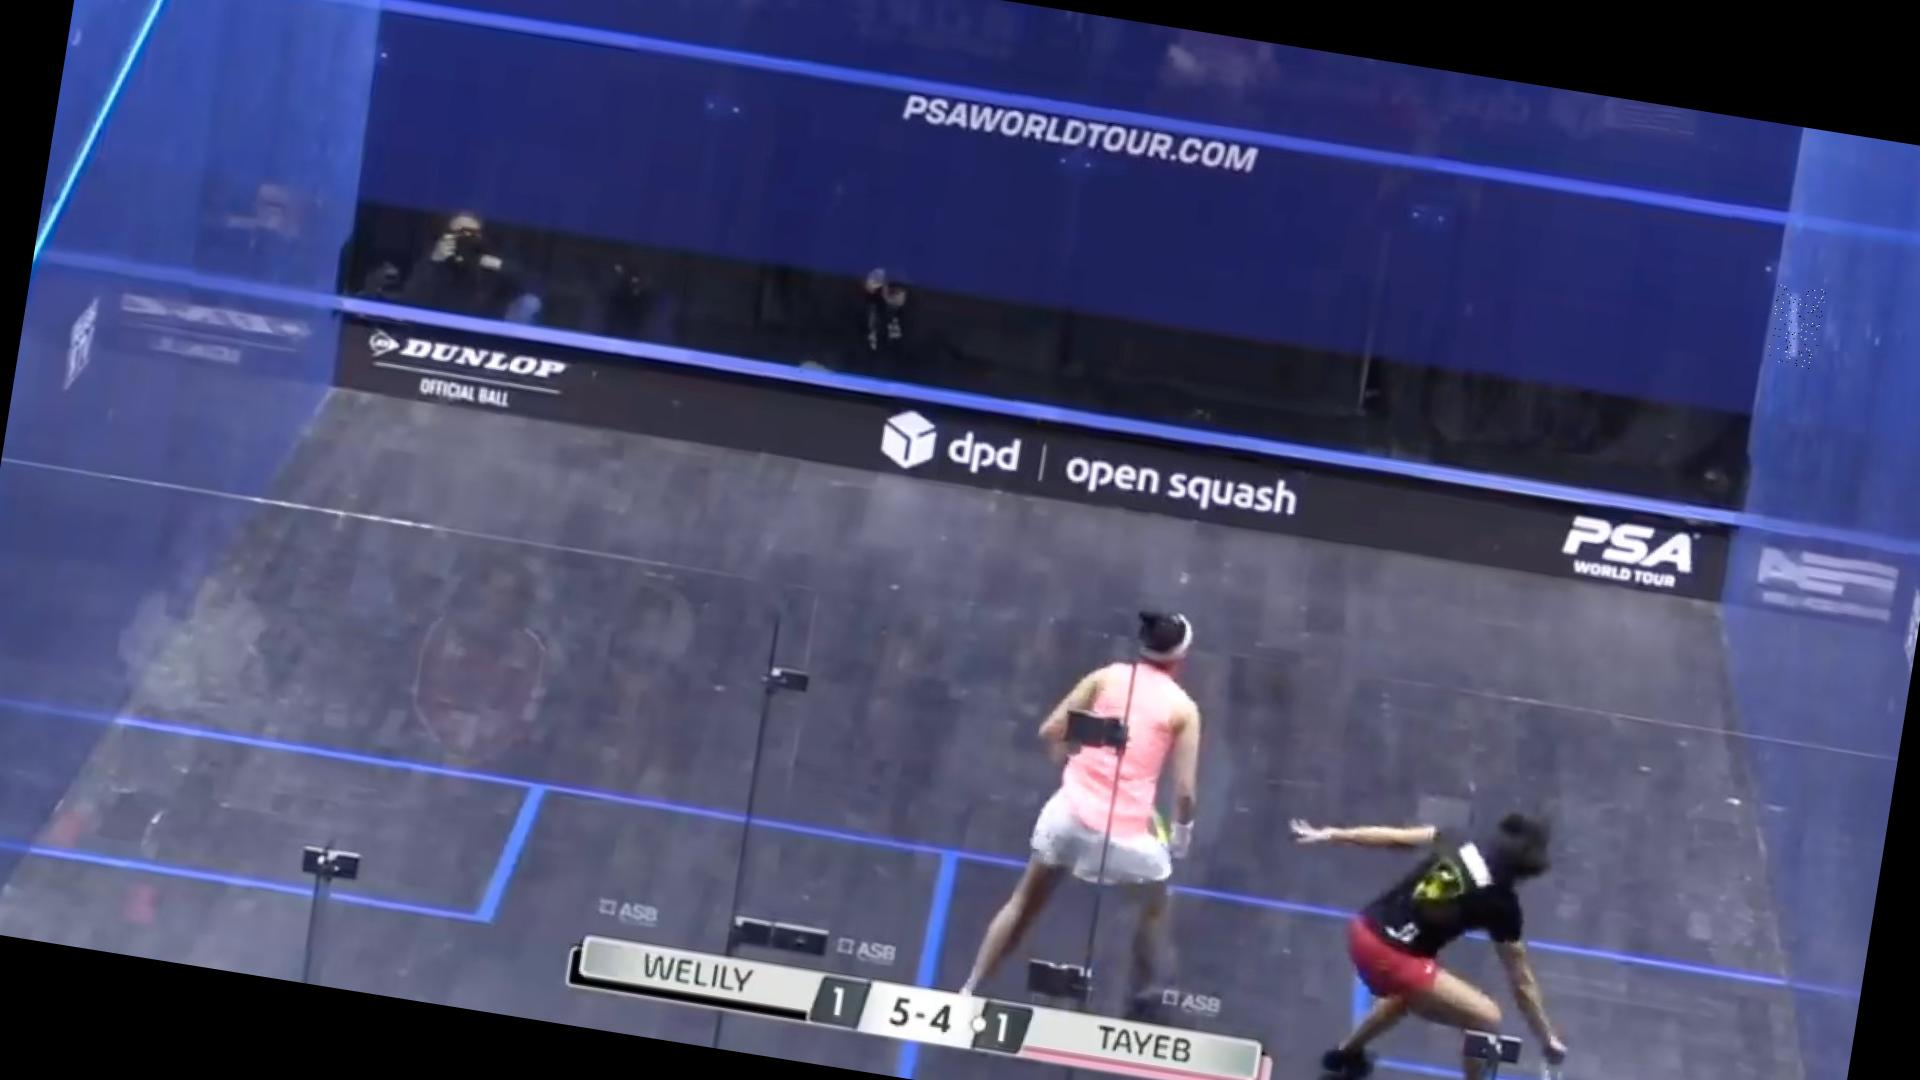 PSAWORLDTOUR.COM
DUNLOP
OFFICIAL BALL
dpd | open squash
PSA
WORLD TOUR
ASB
ASB
ASB
WELILY 1 5-4 1 TAYEB